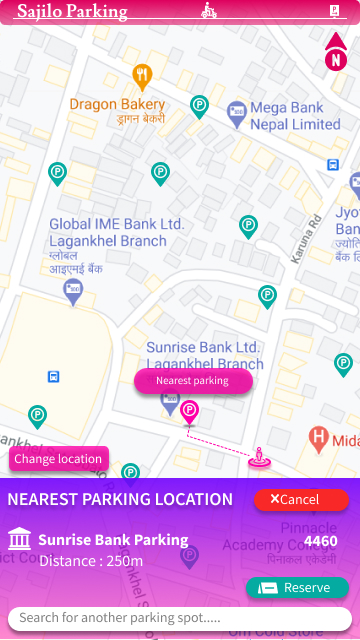 Sajilo Parking
N
Dragon Bakery
ड्रागन बेकरी
Mega Bank
Nepal Limited
Jyo
Ban
ज्योति
बैंक लि
Karuna Rd
Global IME Bank Ltd.
Lagankhel Branch
ग्लोबल
आइएमई बैंक
Sunrise Bank Ltd.
Lagankhel Branch
Nearest parking
Mida
Change location
NEAREST PARKING LOCATION
×Cancel
Pinnacle
Academy College
पिनाकल एकेडेमी
Sunrise Bank Parking
4460
Distance : 250m
Reserve
Search for another parking spot.....
Om Cold Store